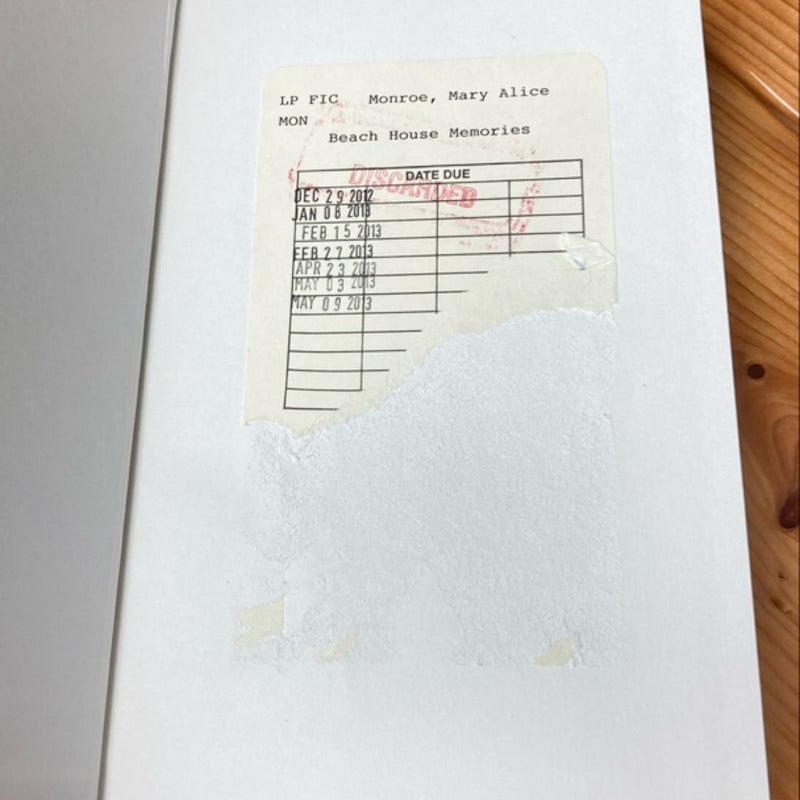 LP FIC Monroe, Mary Alice
MON
Beach House Memories
DATE DUE
DISCARDED
DEC 29 2012
JAN 08 2013
FEB 15 2013
FEB 27 2013
APR 23 2013
MAY 03 2013
MAY 09 2013